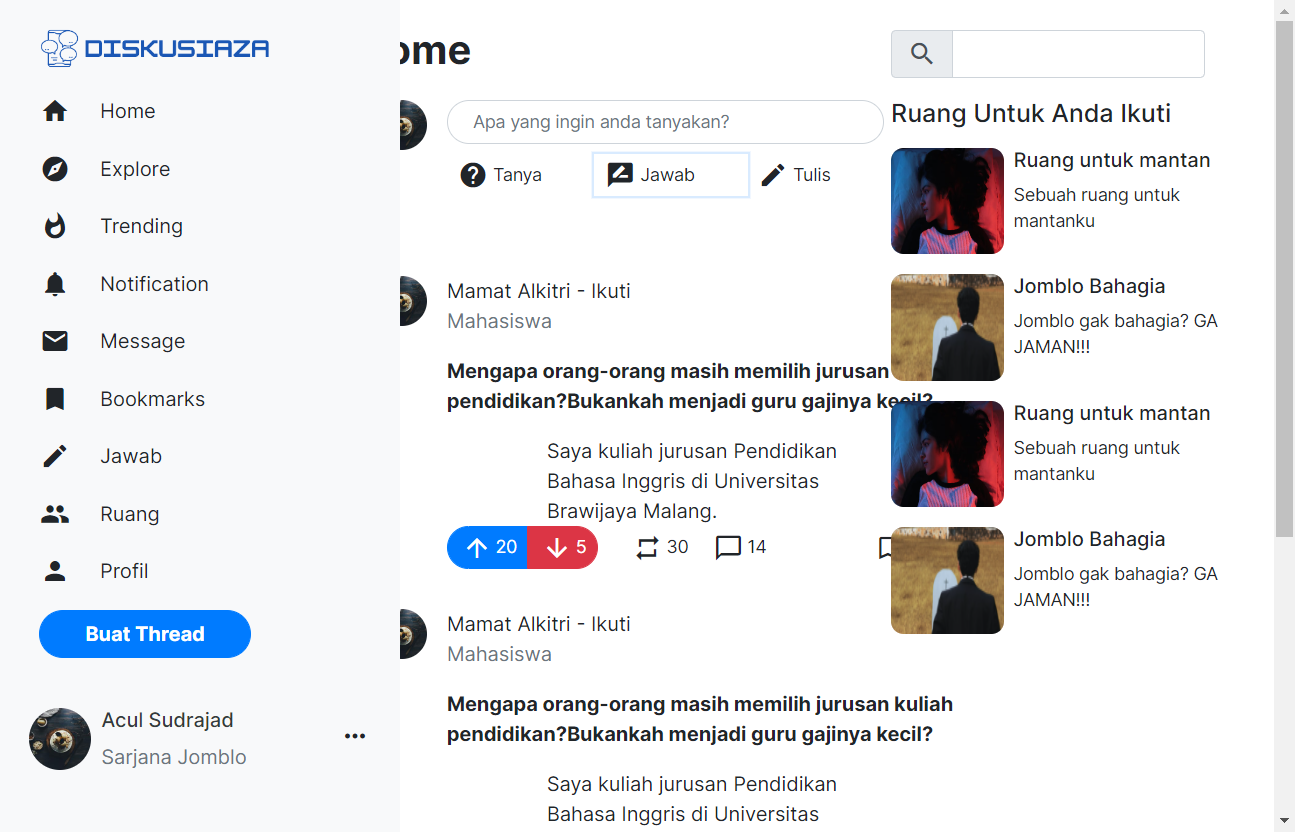 DISKUSIAZA
Home
Explore
Trending
Notification
Message
Bookmarks
Jawab
Ruang
Profil
Buat Thread
Acul Sudrajad
Sarjana Jomblo
ome
Apa yang ingin anda tanyakan?
Tanya
Jawab
Tulis
Mamat Alkitri - Ikuti
Mahasiswa
Mengapa orang-orang masih memilih jurusan
pendidikan?Bukankah menjadi guru gajinya kecil?
Saya kuliah jurusan Pendidikan
Bahasa Inggris di Universitas
Brawijaya Malang.
20
5
30
14
Mamat Alkitri - Ikuti
Mahasiswa
Mengapa orang-orang masih memilih jurusan kuliah
pendidikan?Bukankah menjadi guru gajinya kecil?
Saya kuliah jurusan Pendidikan
Bahasa Inggris di Universitas
Ruang Untuk Anda Ikuti
Ruang untuk mantan
Sebuah ruang untuk
mantanku
Jomblo Bahagia
Jomblo gak bahagia? GA
JAMAN!!!
Ruang untuk mantan
Sebuah ruang untuk
mantanku
Jomblo Bahagia
Jomblo gak bahagia? GA
JAMAN!!!